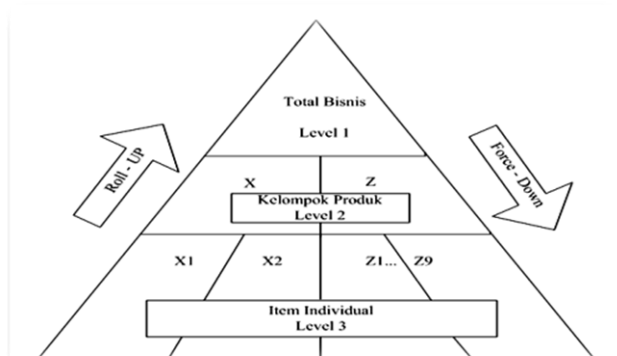 Total Bisnis
Level 1
Roll - UP
Force - Down
X
Z
Kelompok Produk
Level 2
X1
X2
Z1...
Z9
Item Individual
Level 3